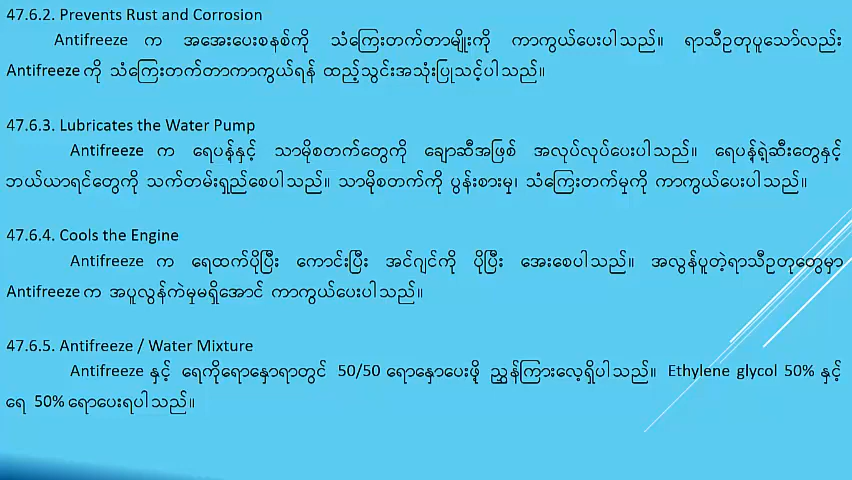 47.6.2. Prevents Rust and Corrosion
Antifreeze က အအေးပေးစနစ်ကို သံကြေးတက်တာမျိုးကို ကာကွယ်ပေးပါသည်။ ရာသီဥတုပူသော်လည်း
Antifreeze ကို သံကြေးတက်တာကာကွယ်ရန် ထည့်သွင်းအသုံးပြုသင့်ပါသည်။
47.6.3. Lubricates the Water Pump
Antifreeze က ရေပန့်နှင့် သာမိုစတက်တွေကို ချောဆီအဖြစ် အလုပ်လုပ်ပေးပါသည်။ ရေပန့်ရဲ့ဆီးတွေနှင့်
ဘယ်ယာရင်တွေကို သက်တမ်းရှည်စေပါသည်။ သာမိုစတက်ကို ပွန်းစားမှု၊ သံကြေးတက်မှုကို ကာကွယ်ပေးပါသည်။
47.6.4. Cools the Engine
Antifreeze က ရေထက်ပိုပြီး ကောင်းပြီး အင်ဂျင်ကို ပိုပြီး အေးစေပါသည်။ အလွန်ပူတဲ့ရာသီဥတုတွေမှာ
Antifreeze က အပူလွန်ကဲမှုမရှိအောင် ကာကွယ်ပေးပါသည်။
47.6.5. Antifreeze / Water Mixture
Antifreeze နှင့် ရေကိုရောနှောရာတွင် 50/50 ရောနှောပေးဖို့ ညွှန်ကြားလေ့ရှိပါသည်။ Ethylene glycol 50% နှင့်
ရေ 50% ရောပေးရပါသည်။